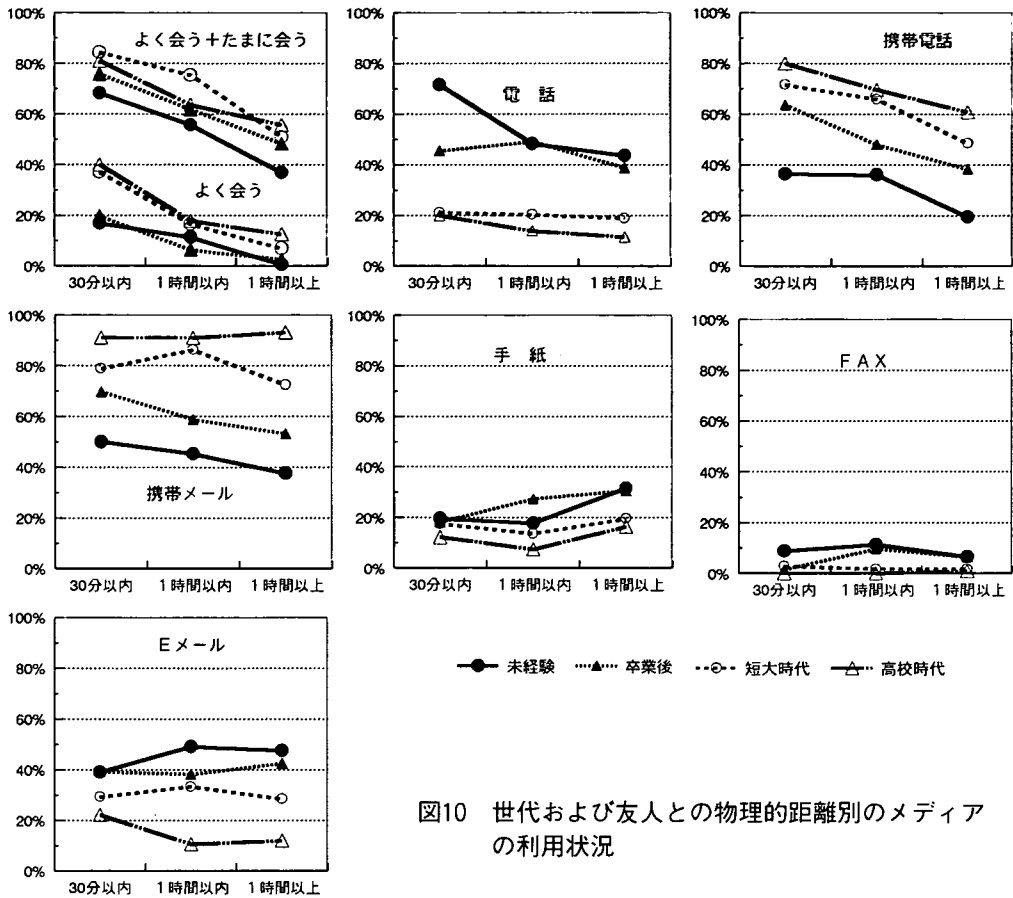 100%
80%
60%
40%
20%
0%
よく会う＋たまに会う
よく会う
30分以内 1時間以内 1時間以上
100%
80%
60%
40%
20%
0%
電　話
30分以内 1時間以内 1時間以上
100%
80%
60%
40%
20%
0%
携帯電話
30分以内 1時間以内 1時間以上
100%
80%
60%
40%
20%
0%
携帯メール
30分以内 1時間以内 1時間以上
100%
80%
60%
40%
20%
0%
手　紙
30分以内 1時間以内 1時間以上
100%
80%
60%
40%
20%
0%
ＦＡＸ
30分以内 1時間以内 1時間以上
100%
80%
60%
40%
20%
0%
Ｅメール
30分以内 1時間以内 1時間以上
未経験 卒業後 短大時代 高校時代
図10　世代および友人との物理的距離別のメディア
の利用状況